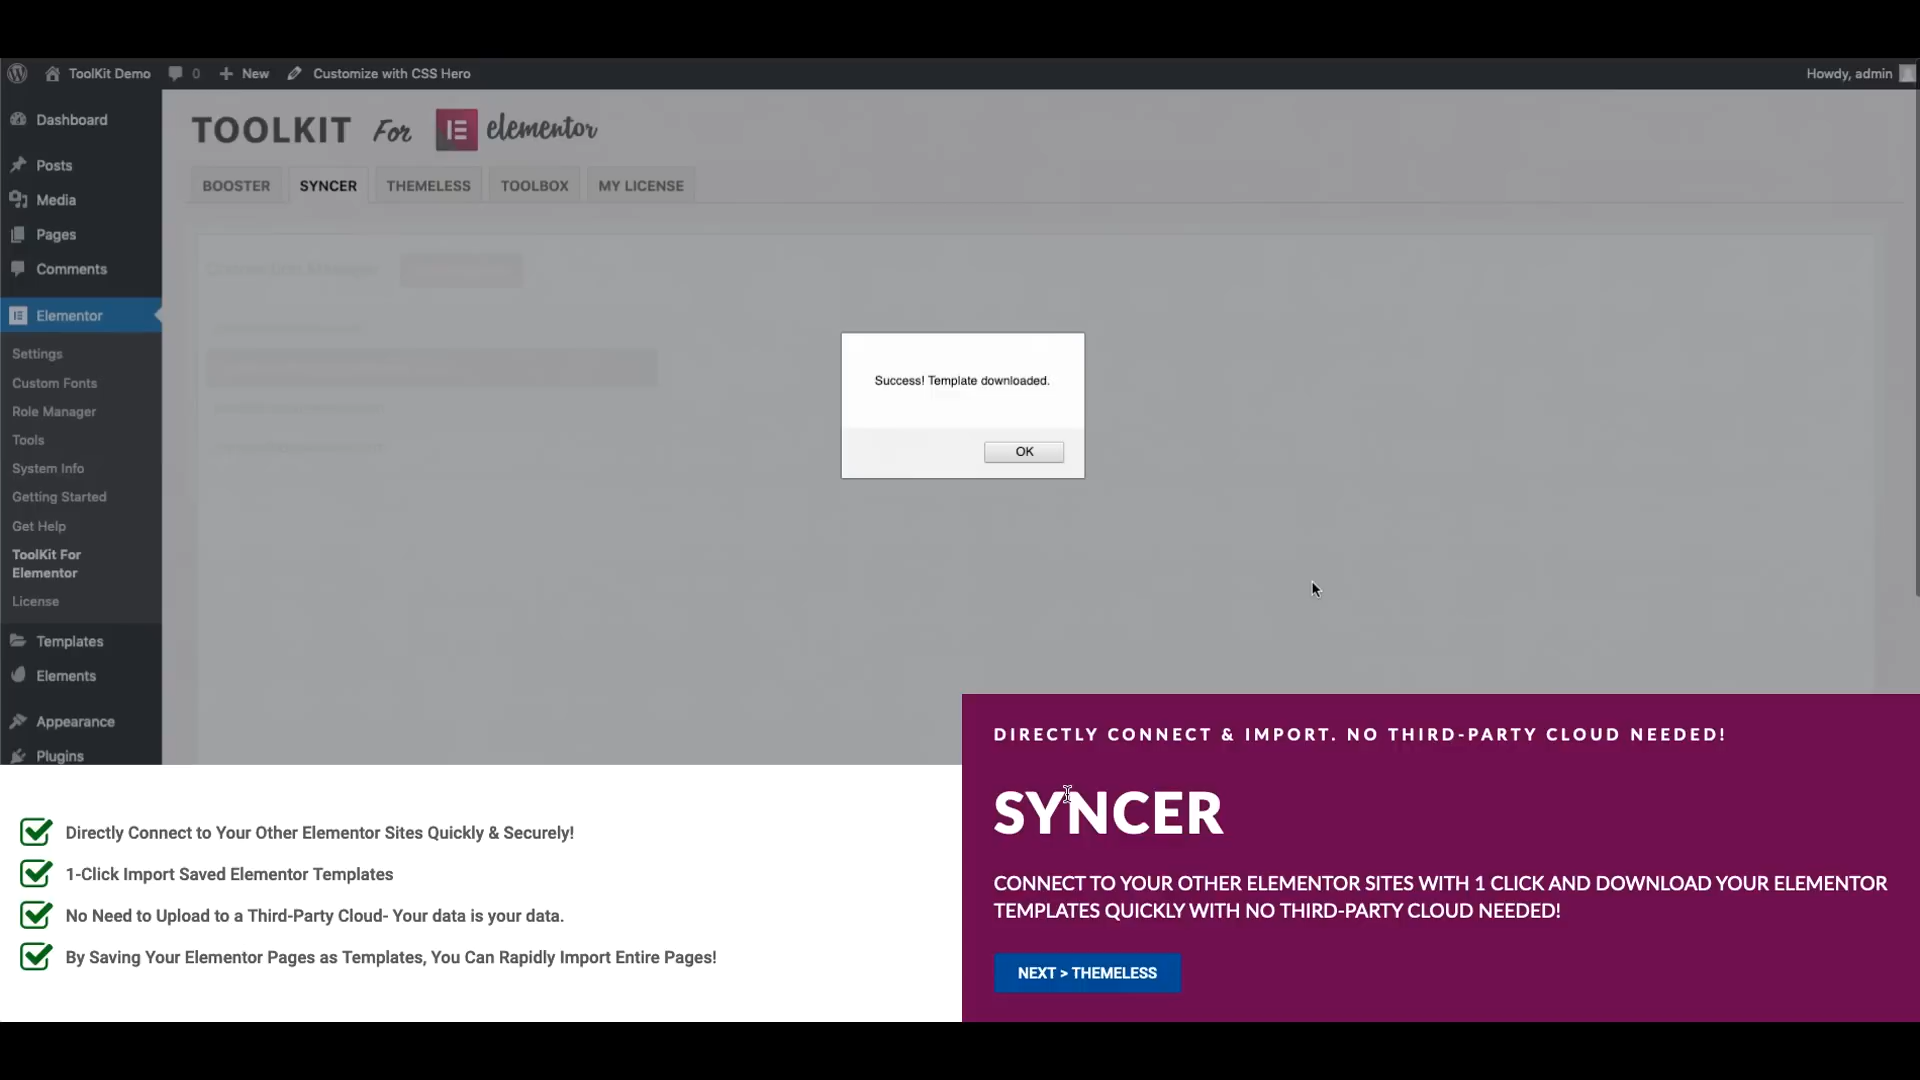 ToolKit Demo 0 New Customize with CSS Hero Howdy, admin
Dashboard
Posts
Media
Pages
Comments
Elementor
Settings
Custom Fonts
Role Manager
Tools
System Info
Getting Started
Get Help
ToolKit For
Elementor
License
Templates
Elements
Appearance
Plugins
TOOLKIT For elementor
BOOSTER SYNCER THEMELESS TOOLBOX MY LICENSE
Success! Template downloaded.
OK
Directly Connect to Your Other Elementor Sites Quickly & Securely!
1-Click Import Saved Elementor Templates
No Need to Upload to a Third-Party Cloud- Your data is your data.
By Saving Your Elementor Pages as Templates, You Can Rapidly Import Entire Pages!
DIRECTLY CONNECT & IMPORT. NO THIRD-PARTY CLOUD NEEDED!
SYNCER
CONNECT TO YOUR OTHER ELEMENTOR SITES WITH 1 CLICK AND DOWNLOAD YOUR ELEMENTOR
TEMPLATES QUICKLY WITH NO THIRD-PARTY CLOUD NEEDED!
NEXT > THEMELESS